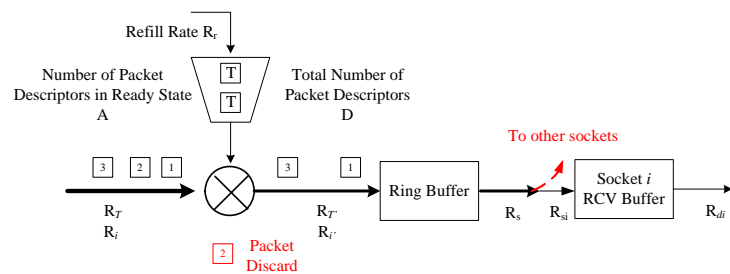 Refill Rate Rr
Number of Packet
Descriptors in Ready State
A
T
T
Total Number of
Packet Descriptors
D
To other sockets
3 2 1
3 1
Ring Buffer
Socket i
RCV Buffer
RT
Ri
RT'
Ri'
Rs
Rsi
Rdi
2
Packet
Discard